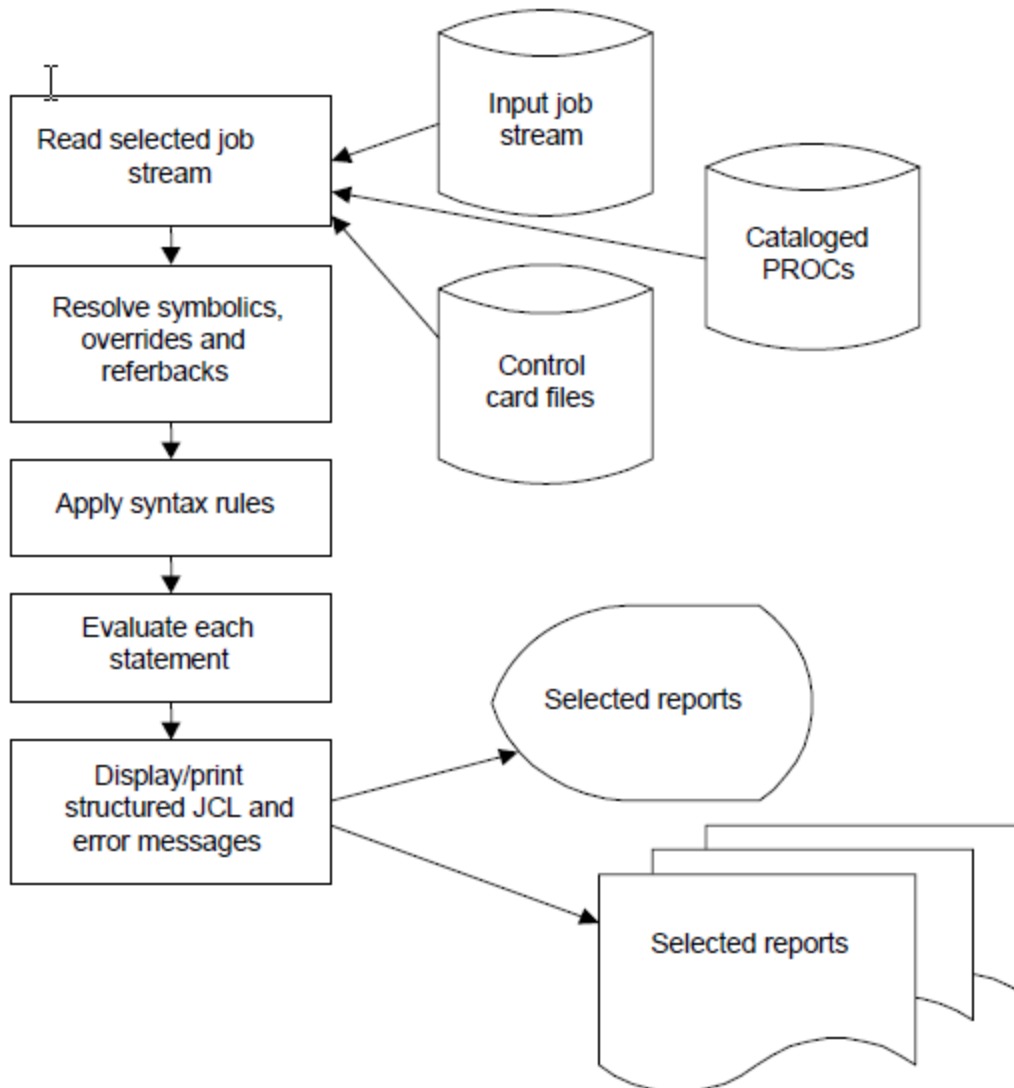 Input job
stream
Read selected job
stream
Cataloged
PROCs
Resolve symbolics,
overrides and
referbacks
Control
card files
Apply syntax rules
Evaluate each
statement
Selected reports
Display/print
structured JCL and
error messages
Selected reports